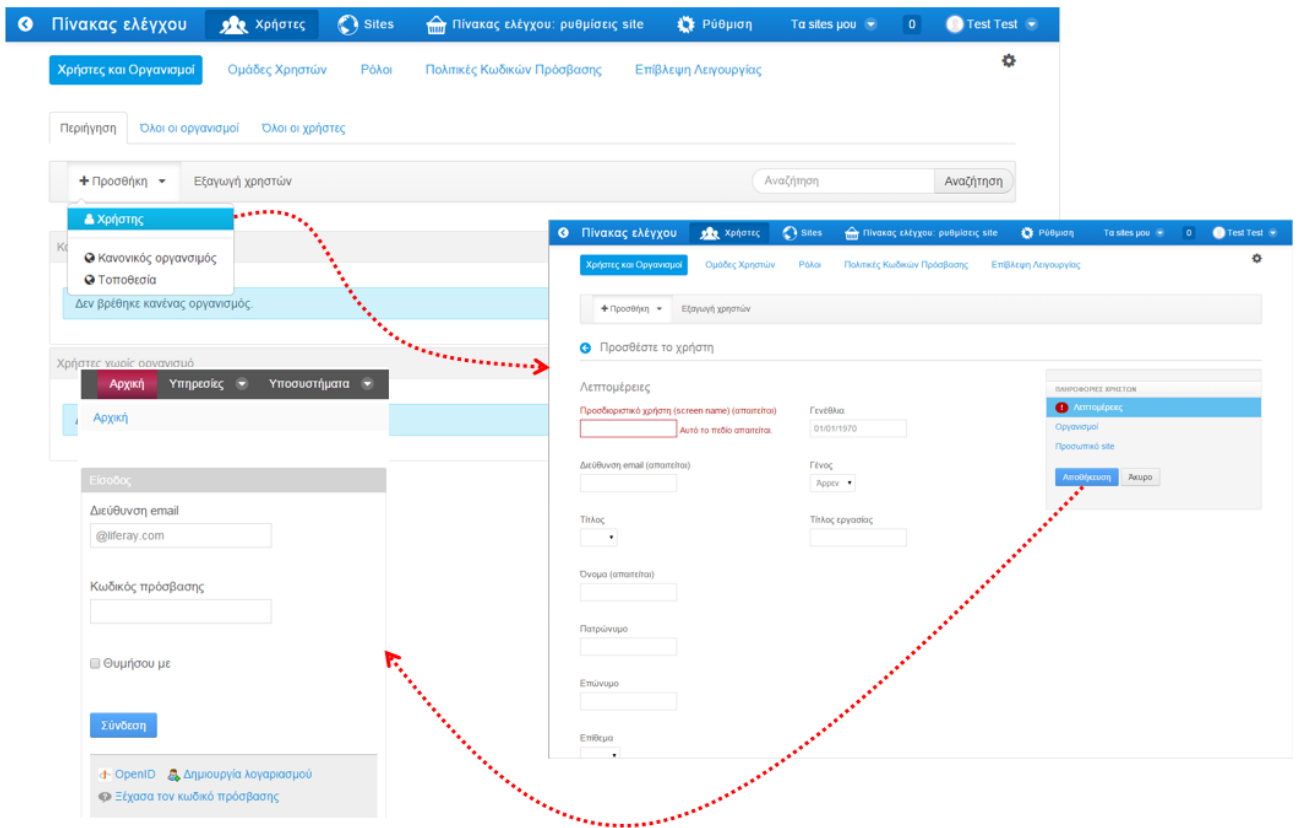 Πίνακας ελέγχου Χρήστες Sites Πίνακας ελέγχου: ρυθμίσεις site Ρύθμιση Τα sites μου 0 Test Test
Χρήστες και Οργανισμοί Ομάδες Χρηστών Ρόλοι Πολιτικές Κωδικών Πρόσβασης Επίβλεψη Λειγουργίας
Περιήγηση Όλοι οι οργανισμοί Όλοι οι χρήστες
+ Προσθήκη Εξαγωγή χρηστών Αναζήτηση Αναζήτηση
Χρήστης
Κανονικός οργανσιμός
Τοποθεσία
Δεν βρέθηκε κανένας οργανισμός.
Χρήστες χωρίς οργανισμό
Αρχική Υπηρεσίες Υποσυστήματα
Αρχική
Είσοδος
Διεύθυνση email
@liferay.com
Κωδικός πρόσβασης
Θυμήσου με
Σύνδεση
OpenID Δημιουργία λογαριασμού
Ξέχασα τον κωδικό πρόσβασης
Πίνακας ελέγχου Χρήστες Sites Πίνακας ελέγχου: ρυθμίσεις site Ρύθμιση Τα sites μου 0 Test Test
Χρήστες και Οργανισμοί Ομάδες Χρηστών Ρόλοι Πολιτικές Κωδικών Πρόσβασης Επίβλεψη Λειγουργίας
+ Προσθήκη Εξαγωγή χρηστών
Προσθέστε το χρήστη
Λεπτομέρειες
Προσδιοριστικό χρήστη (screen name) (απαιτείται) Γενέθλια
Αυτό το πεδίο απαιτείται. 01/01/1970
Διεύθυνση email (απαιτείται) Γένος
Άρρεν
Τίτλος Τίτλος εργασίας
Όνομα (απαιτείται)
Πατρώνυμο
Επώνυμο
Επίθεμα
ΠΛΗΡΟΦΟΡΙΕΣ ΧΡΗΣΤΩΝ
Λεπτομέρειες
Οργανισμοί
Προσωπικό site
Αποθήκευση Άκυρο